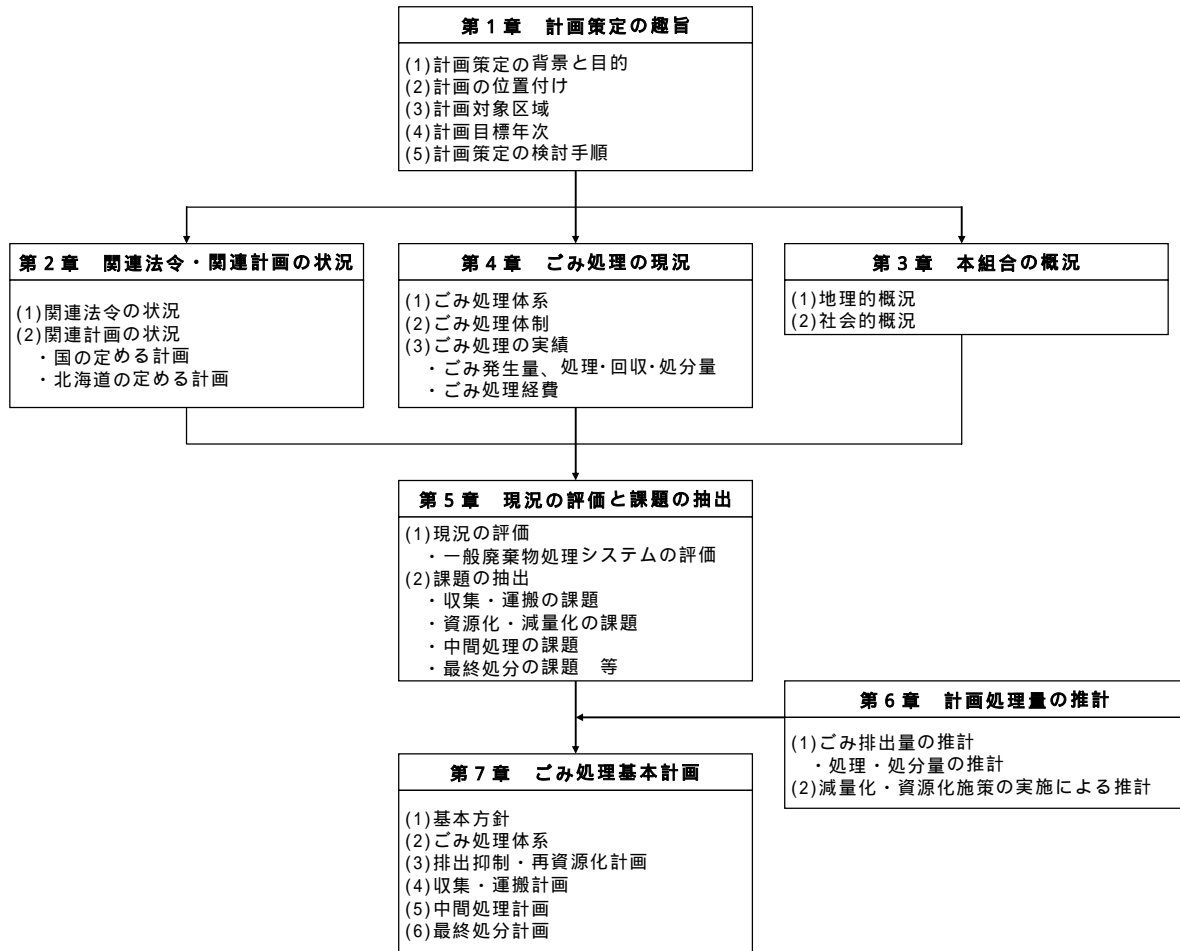 第１章　計画策定の趣旨
(1)計画策定の背景と目的
(2)計画の位置付け
(3)計画対象区域
(4)計画目標年次
(5)計画策定の検討手順
第２章　関連法令・関連計画の状況
(1)関連法令の状況
(2)関連計画の状況
・国の定める計画
・北海道の定める計画
第４章　ごみ処理の現況
(1)ごみ処理体系
(2)ごみ処理体制
(3)ごみ処理の実績
・ごみ発生量、処理・回収・処分量
・ごみ処理経費
第３章　本組合の概況
(1)地理的概況
(2)社会的概況
第５章　現況の評価と課題の抽出
(1)現況の評価
・一般廃棄物処理システムの評価
(2)課題の抽出
・収集・運搬の課題
・資源化・減量化の課題
・中間処理の課題
・最終処分の課題　等
第６章　計画処理量の推計
(1)ごみ排出量の推計
・処理・処分量の推計
(2)減量化・資源化施策の実施による推計
第７章　ごみ処理基本計画
(1)基本方針
(2)ごみ処理体系
(3)排出抑制・再資源化計画
(4)収集・運搬計画
(5)中間処理計画
(6)最終処分計画